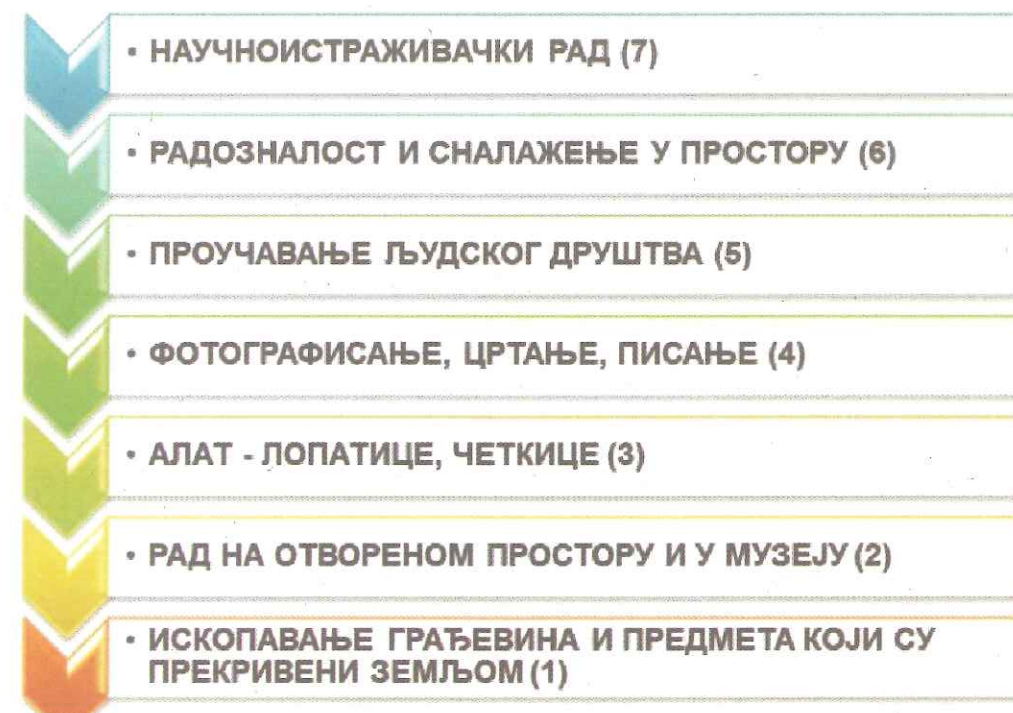 • НАУЧНОИСТРАЖИВАЧКИ РАД (7)
• РАДОЗНАЛОСТ И СНАЛАЖЕЊЕ У ПРОСТОРУ (6)
• ПРОУЧАВАЊЕ ЉУДСКОГ ДРУШТВА (5)
• ФОТОГРАФИСАЊЕ, ЦРТАЊЕ, ПИСАЊЕ (4)
• АЛАТ - ЛОПАТИЦЕ, ЧЕТКИЦЕ (3)
• РАД НА ОТВОРЕНОМ ПРОСТОРУ И У МУЗЕЈУ (2)
• ИСКОПАВАЊЕ ГРАЂЕВИНА И ПРЕДМЕТА КОЈИ СУ
ПРЕКРИВЕНИ ЗЕМЉОМ (1)